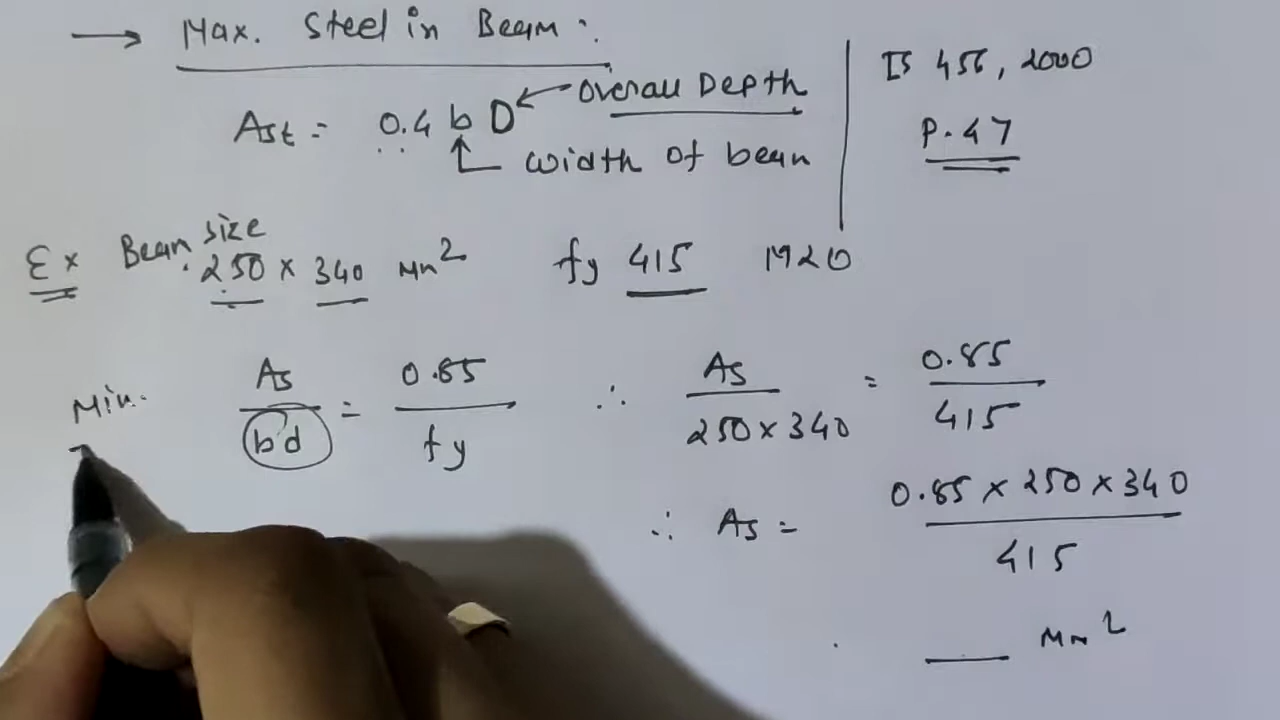 → Max. Steel in Beam :.
Ast = 0.4 b D ← Overall Depth
width of beam
IS 456, 2000
P. 47
Ex Beam size
250 × 340 Mm²
fy 415 M20
Min. As / bd = 0.85 / fy ∴ As / 250 × 340 = 0.85 / 415
∴ As = 0.85 × 250 × 340 / 415
___ Mm²